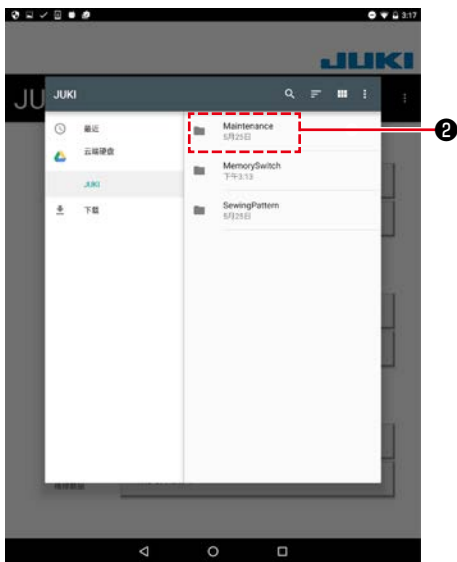 3:17
JUKI
JU
JUKI
最近
云端硬盘
JUKI
下载
Maintenance
5月25日
MemorySwitch
下午3:13
SewingPattern
5月25日
❷